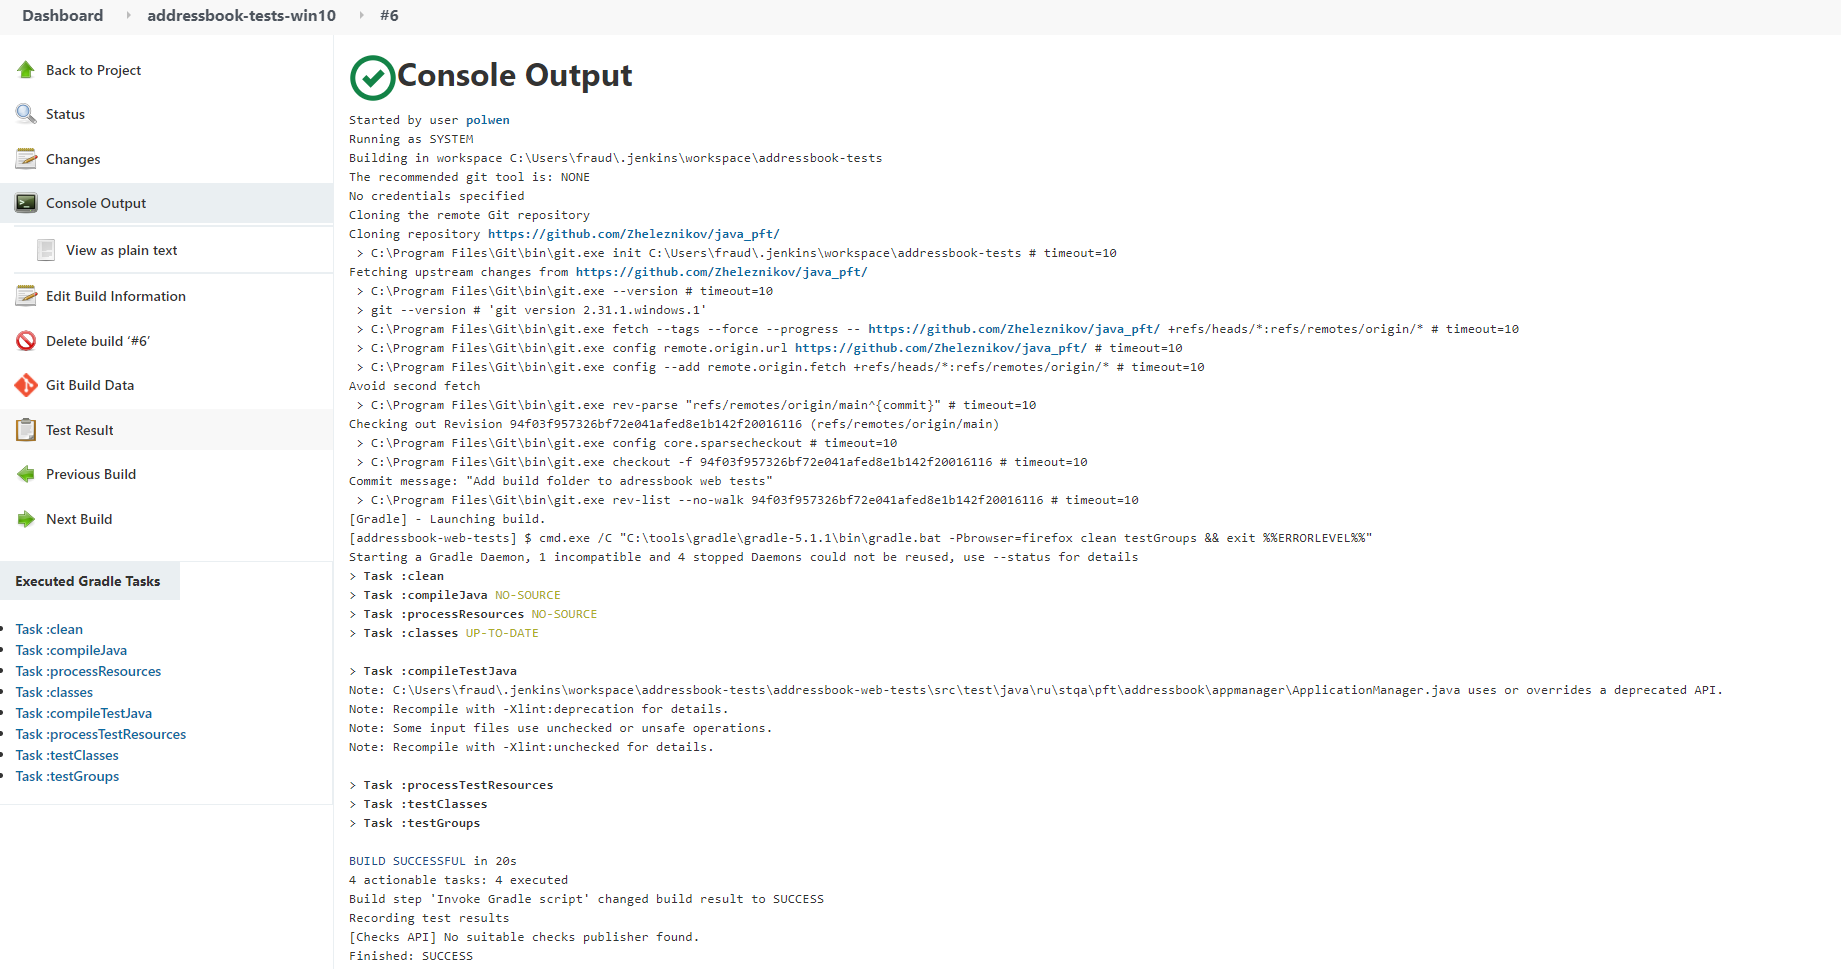 Dashboard addressbook-tests-win10 #6
Back to Project
Status
Changes
Console Output
View as plain text
Edit Build Information
Delete build ‘#6’
Git Build Data
Test Result
Previous Build
Next Build
Executed Gradle Tasks
Task :clean
Task :compileJava
Task :processResources
Task :classes
Task :compileTestJava
Task :processTestResources
Task :testClasses
Task :testGroups
Console Output
Started by user polwen
Running as SYSTEM
Building in workspace C:\Users\fraud\.jenkins\workspace\addressbook-tests
The recommended git tool is: NONE
No credentials specified
Cloning the remote Git repository
Cloning repository https://github.com/Zheleznikov/java_pft/
 > C:\Program Files\Git\bin\git.exe init C:\Users\fraud\.jenkins\workspace\addressbook-tests # timeout=10
Fetching upstream changes from https://github.com/Zheleznikov/java_pft/
 > C:\Program Files\Git\bin\git.exe --version # timeout=10
 > git --version # 'git version 2.31.1.windows.1'
 > C:\Program Files\Git\bin\git.exe fetch --tags --force --progress -- https://github.com/Zheleznikov/java_pft/ +refs/heads/*:refs/remotes/origin/* # timeout=10
 > C:\Program Files\Git\bin\git.exe config remote.origin.url https://github.com/Zheleznikov/java_pft/ # timeout=10
 > C:\Program Files\Git\bin\git.exe config --add remote.origin.fetch +refs/heads/*:refs/remotes/origin/* # timeout=10
Avoid second fetch
 > C:\Program Files\Git\bin\git.exe rev-parse "refs/remotes/origin/main^{commit}" # timeout=10
Checking out Revision 94f03f957326bf72e041afed8e1b142f20016116 (refs/remotes/origin/main)
 > C:\Program Files\Git\bin\git.exe config core.sparsecheckout # timeout=10
 > C:\Program Files\Git\bin\git.exe checkout -f 94f03f957326bf72e041afed8e1b142f20016116 # timeout=10
Commit message: "Add build folder to adressbook web tests"
 > C:\Program Files\Git\bin\git.exe rev-list --no-walk 94f03f957326bf72e041afed8e1b142f20016116 # timeout=10
[Gradle] - Launching build.
[addressbook-web-tests] $ cmd.exe /C "C:\tools\gradle\gradle-5.1.1\bin\gradle.bat -Pbrowser=firefox clean testGroups && exit %%ERRORLEVEL%%"
Starting a Gradle Daemon, 1 incompatible and 4 stopped Daemons could not be reused, use --status for details
> Task :clean
> Task :compileJava NO-SOURCE
> Task :processResources NO-SOURCE
> Task :classes UP-TO-DATE
> Task :compileTestJava
Note: C:\Users\fraud\.jenkins\workspace\addressbook-tests\addressbook-web-tests\src\test\java\ru\stqa\pft\addressbook\appmanager\ApplicationManager.java uses or overrides a deprecated API.
Note: Recompile with -Xlint:deprecation for details.
Note: Some input files use unchecked or unsafe operations.
Note: Recompile with -Xlint:unchecked for details.
> Task :processTestResources
> Task :testClasses
> Task :testGroups
BUILD SUCCESSFUL in 20s
4 actionable tasks: 4 executed
Build step 'Invoke Gradle script' changed build result to SUCCESS
Recording test results
[Checks API] No suitable checks publisher found.
Finished: SUCCESS